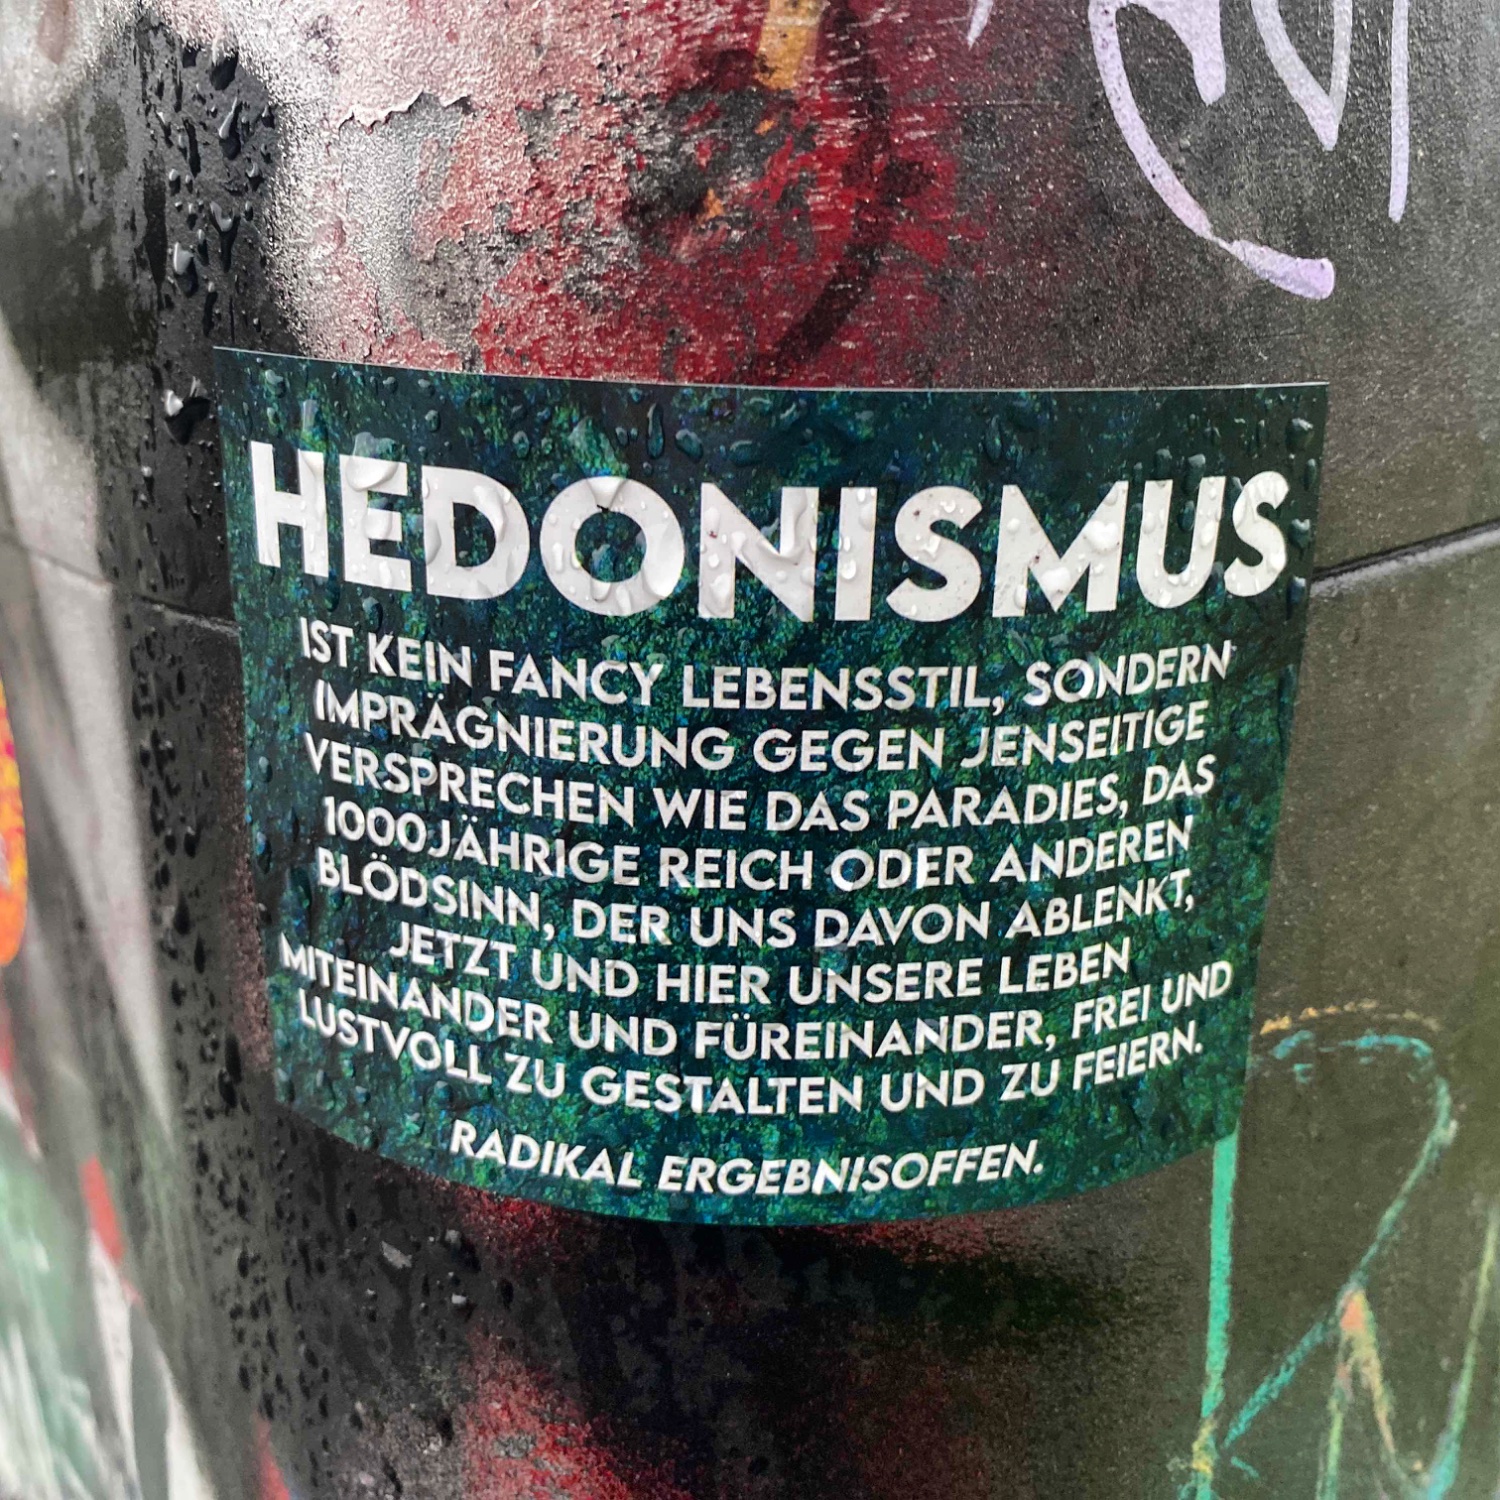 HEDONISMUS
IST KEIN FANCY LEBENSSTIL, SONDERN
IMPRÄGNIERUNG GEGEN JENSEITIGE
VERSPRECHEN WIE DAS PARADIES, DAS
1000JÄHRIGE REICH ODER ANDEREN
BLÖDSINN, DER UNS DAVON ABLENKT,
JETZT UND HIER UNSERE LEBEN
MITEINANDER UND FÜREINANDER, FREI UND
LUSTVOLL ZU GESTALTEN UND ZU FEIERN.
RADIKAL ERGEBNISOFFEN.